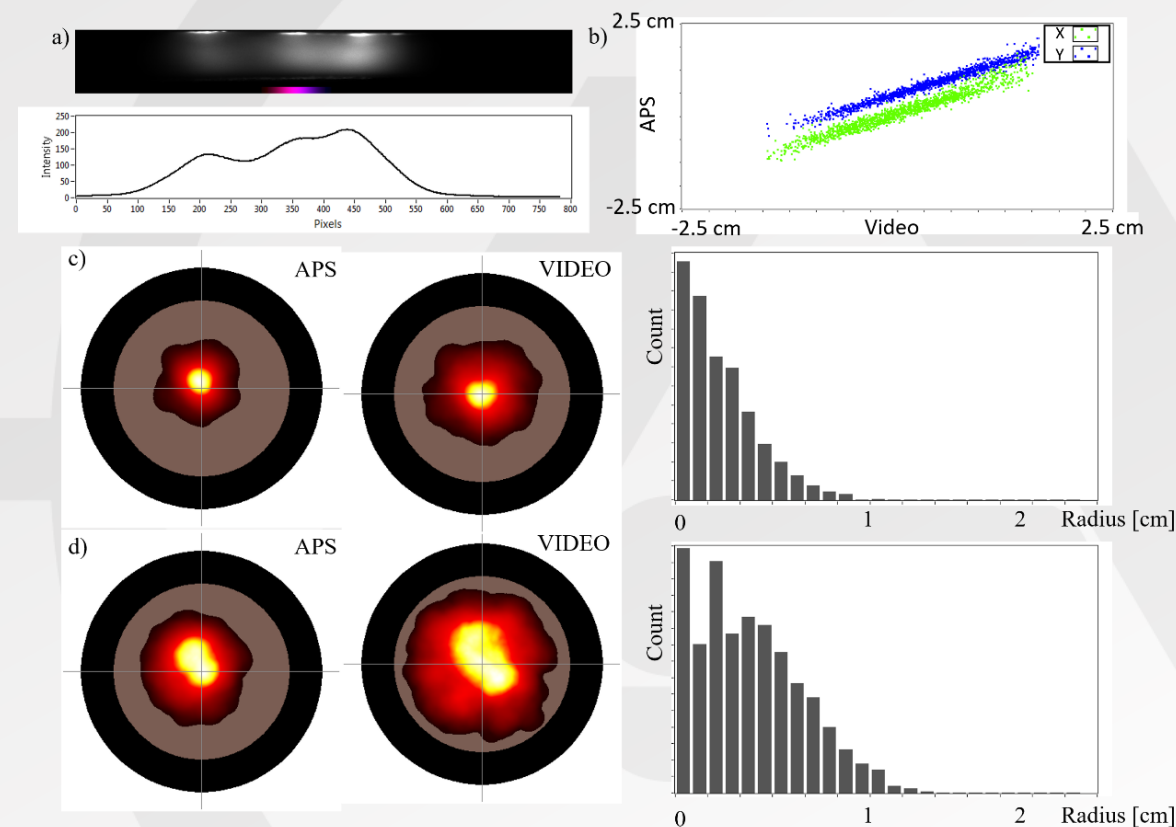 a)
Intensity
250
200
150
100
50
0
0 50 100 150 200 250 300 350 400 450 500 550 600 650 700 750 800
Pixels
b)
2.5 cm
X
Y
APS
-2.5 cm
-2.5 cm Video 2.5 cm
c)
APS
VIDEO
Count
0 1 2 Radius [cm]
d)
APS
VIDEO
Count
0 1 2 Radius [cm]